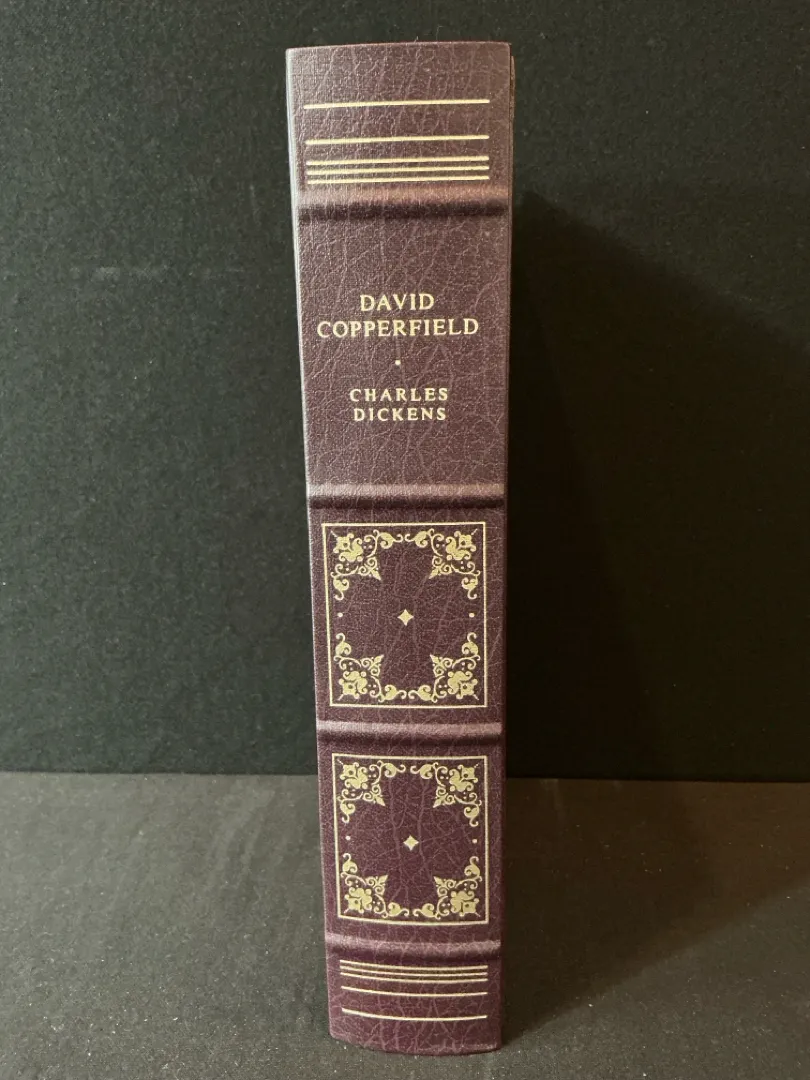 DAVID
COPPERFIELD
·
CHARLES
DICKENS